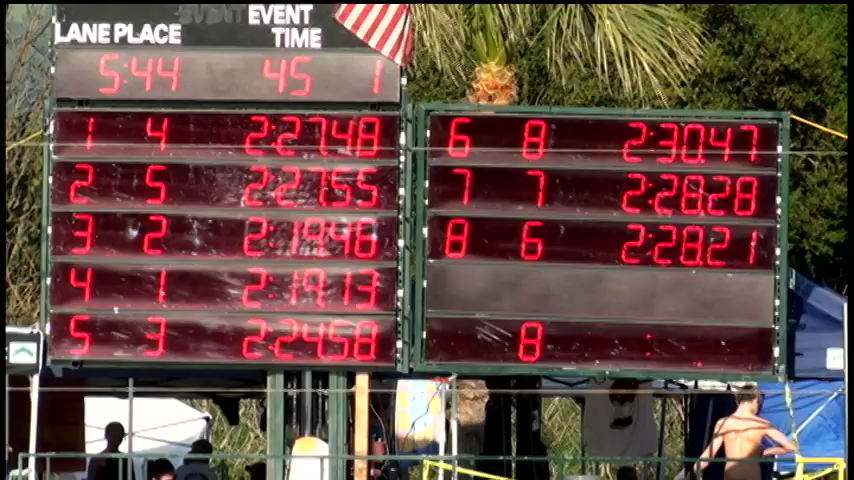 EVENT EVENT
LANE PLACE TIME
5:44 45 1
1 4 2:27.48
2 5 2:27.55
3 2 2:19.46
4 1 2:19.13
5 3 2:24.58
6 8 2:30.47
7 7 2:28.28
8 6 2:28.21
8 : .